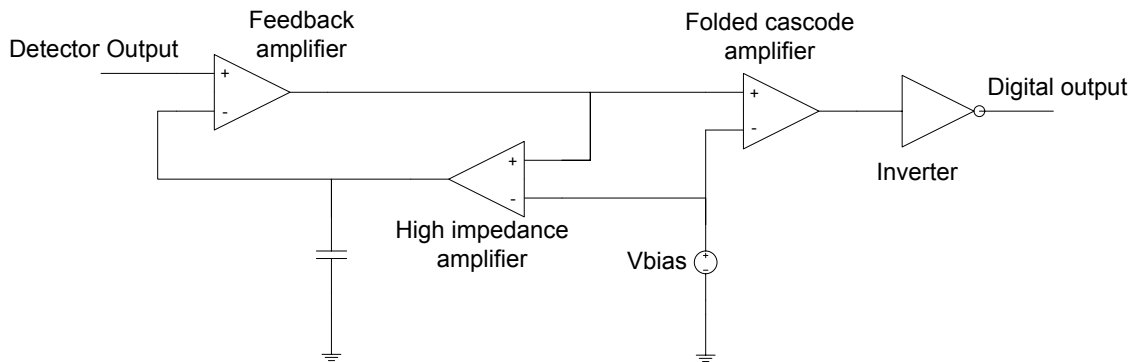 Feedback
amplifier
Folded cascode
amplifier
Detector Output
+
-
+
-
Digital output
+
-
Inverter
High impedance
amplifier
Vbias
+
-